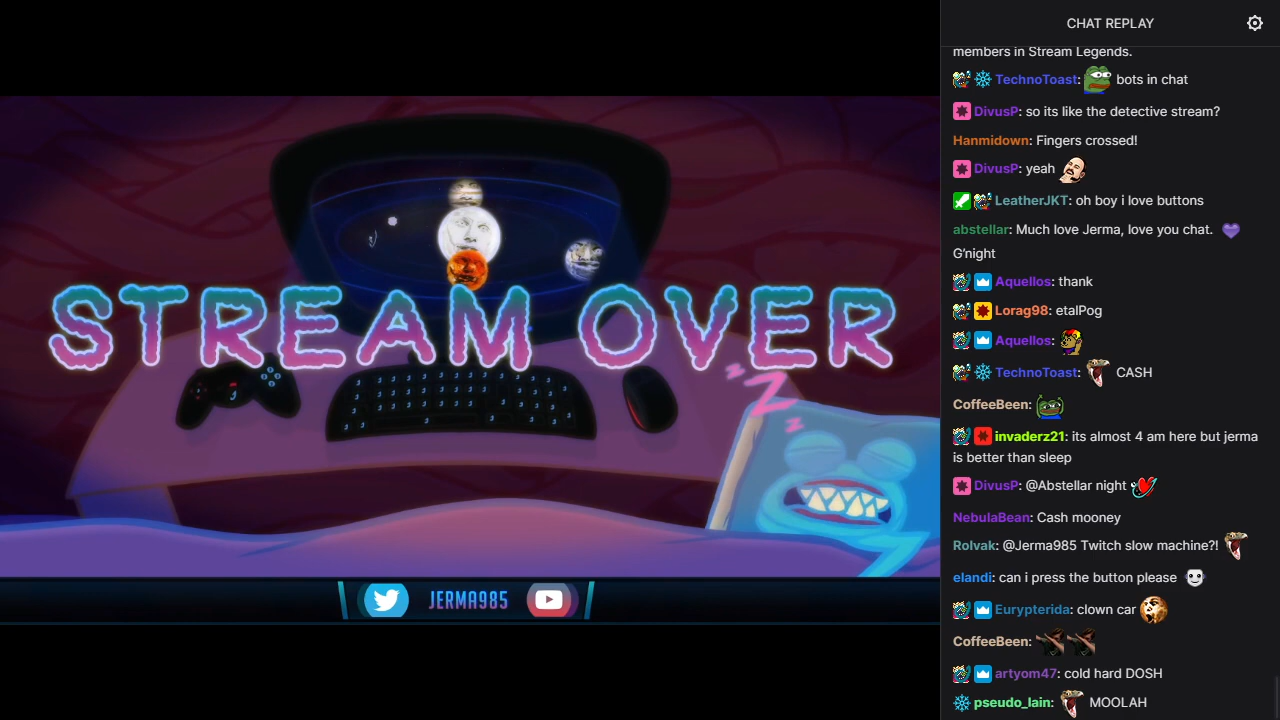 CHAT REPLAY
members in Stream Legends.
TechnoToast: bots in chat
DivusP: so its like the detective stream?
Hanmidown: Fingers crossed!
DivusP: yeah
LeatherJKT: oh boy i love buttons
abstellar: Much love Jerma, love you chat.
G'night
Aquellos: thank
Lorag98: etalPog
Aquellos:
TechnoToast: CASH
CoffeeBeen:
invaderz21: its almost 4 am here but jerma
is better than sleep
DivusP: @Abstellar night
NebulaBean: Cash mooney
Rolvak: @Jerma985 Twitch slow machine?!
elandi: can i press the button please
Eurypterida: clown car
CoffeeBeen:
artyom47: cold hard DOSH
pseudo_lain: MOOLAH
STREAM OVER
z
Z
z
JERMA985